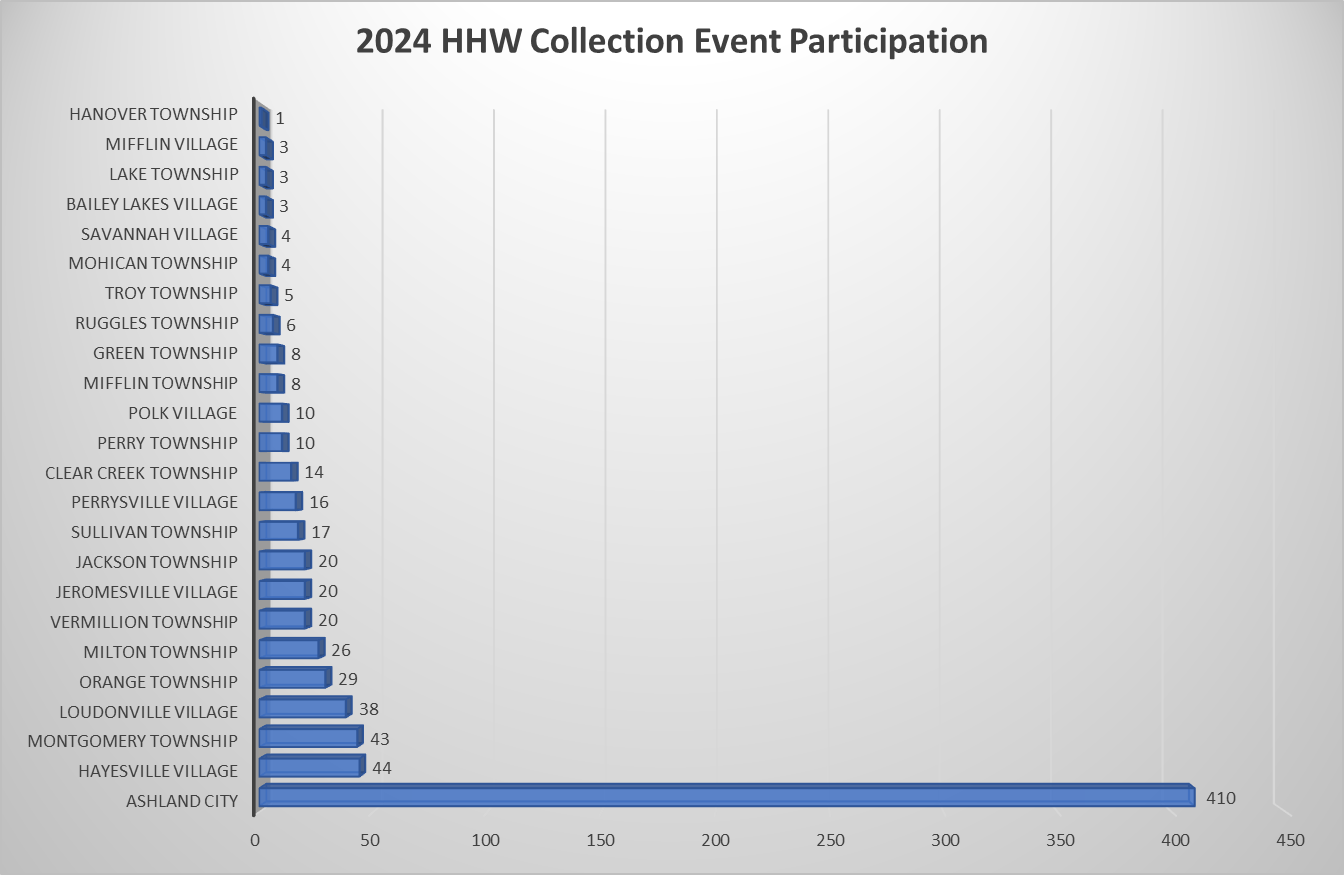 2024 HHW Collection Event Participation
HANOVER TOWNSHIP 1
MIFFLIN VILLAGE 3
LAKE TOWNSHIP 3
BAILEY LAKES VILLAGE 3
SAVANNAH VILLAGE 4
MOHICAN TOWNSHIP 4
TROY TOWNSHIP 5
RUGGLES TOWNSHIP 6
GREEN TOWNSHIP 8
MIFFLIN TOWNSHIP 8
POLK VILLAGE 10
PERRY TOWNSHIP 10
CLEAR CREEK TOWNSHIP 14
PERRYSVILLE VILLAGE 16
SULLIVAN TOWNSHIP 17
JACKSON TOWNSHIP 20
JEROMESVILLE VILLAGE 20
VERMILLION TOWNSHIP 20
MILTON TOWNSHIP 26
ORANGE TOWNSHIP 29
LOUDONVILLE VILLAGE 38
MONTGOMERY TOWNSHIP 43
HAYESVILLE VILLAGE 44
ASHLAND CITY 410
0 50 100 150 200 250 300 350 400 450